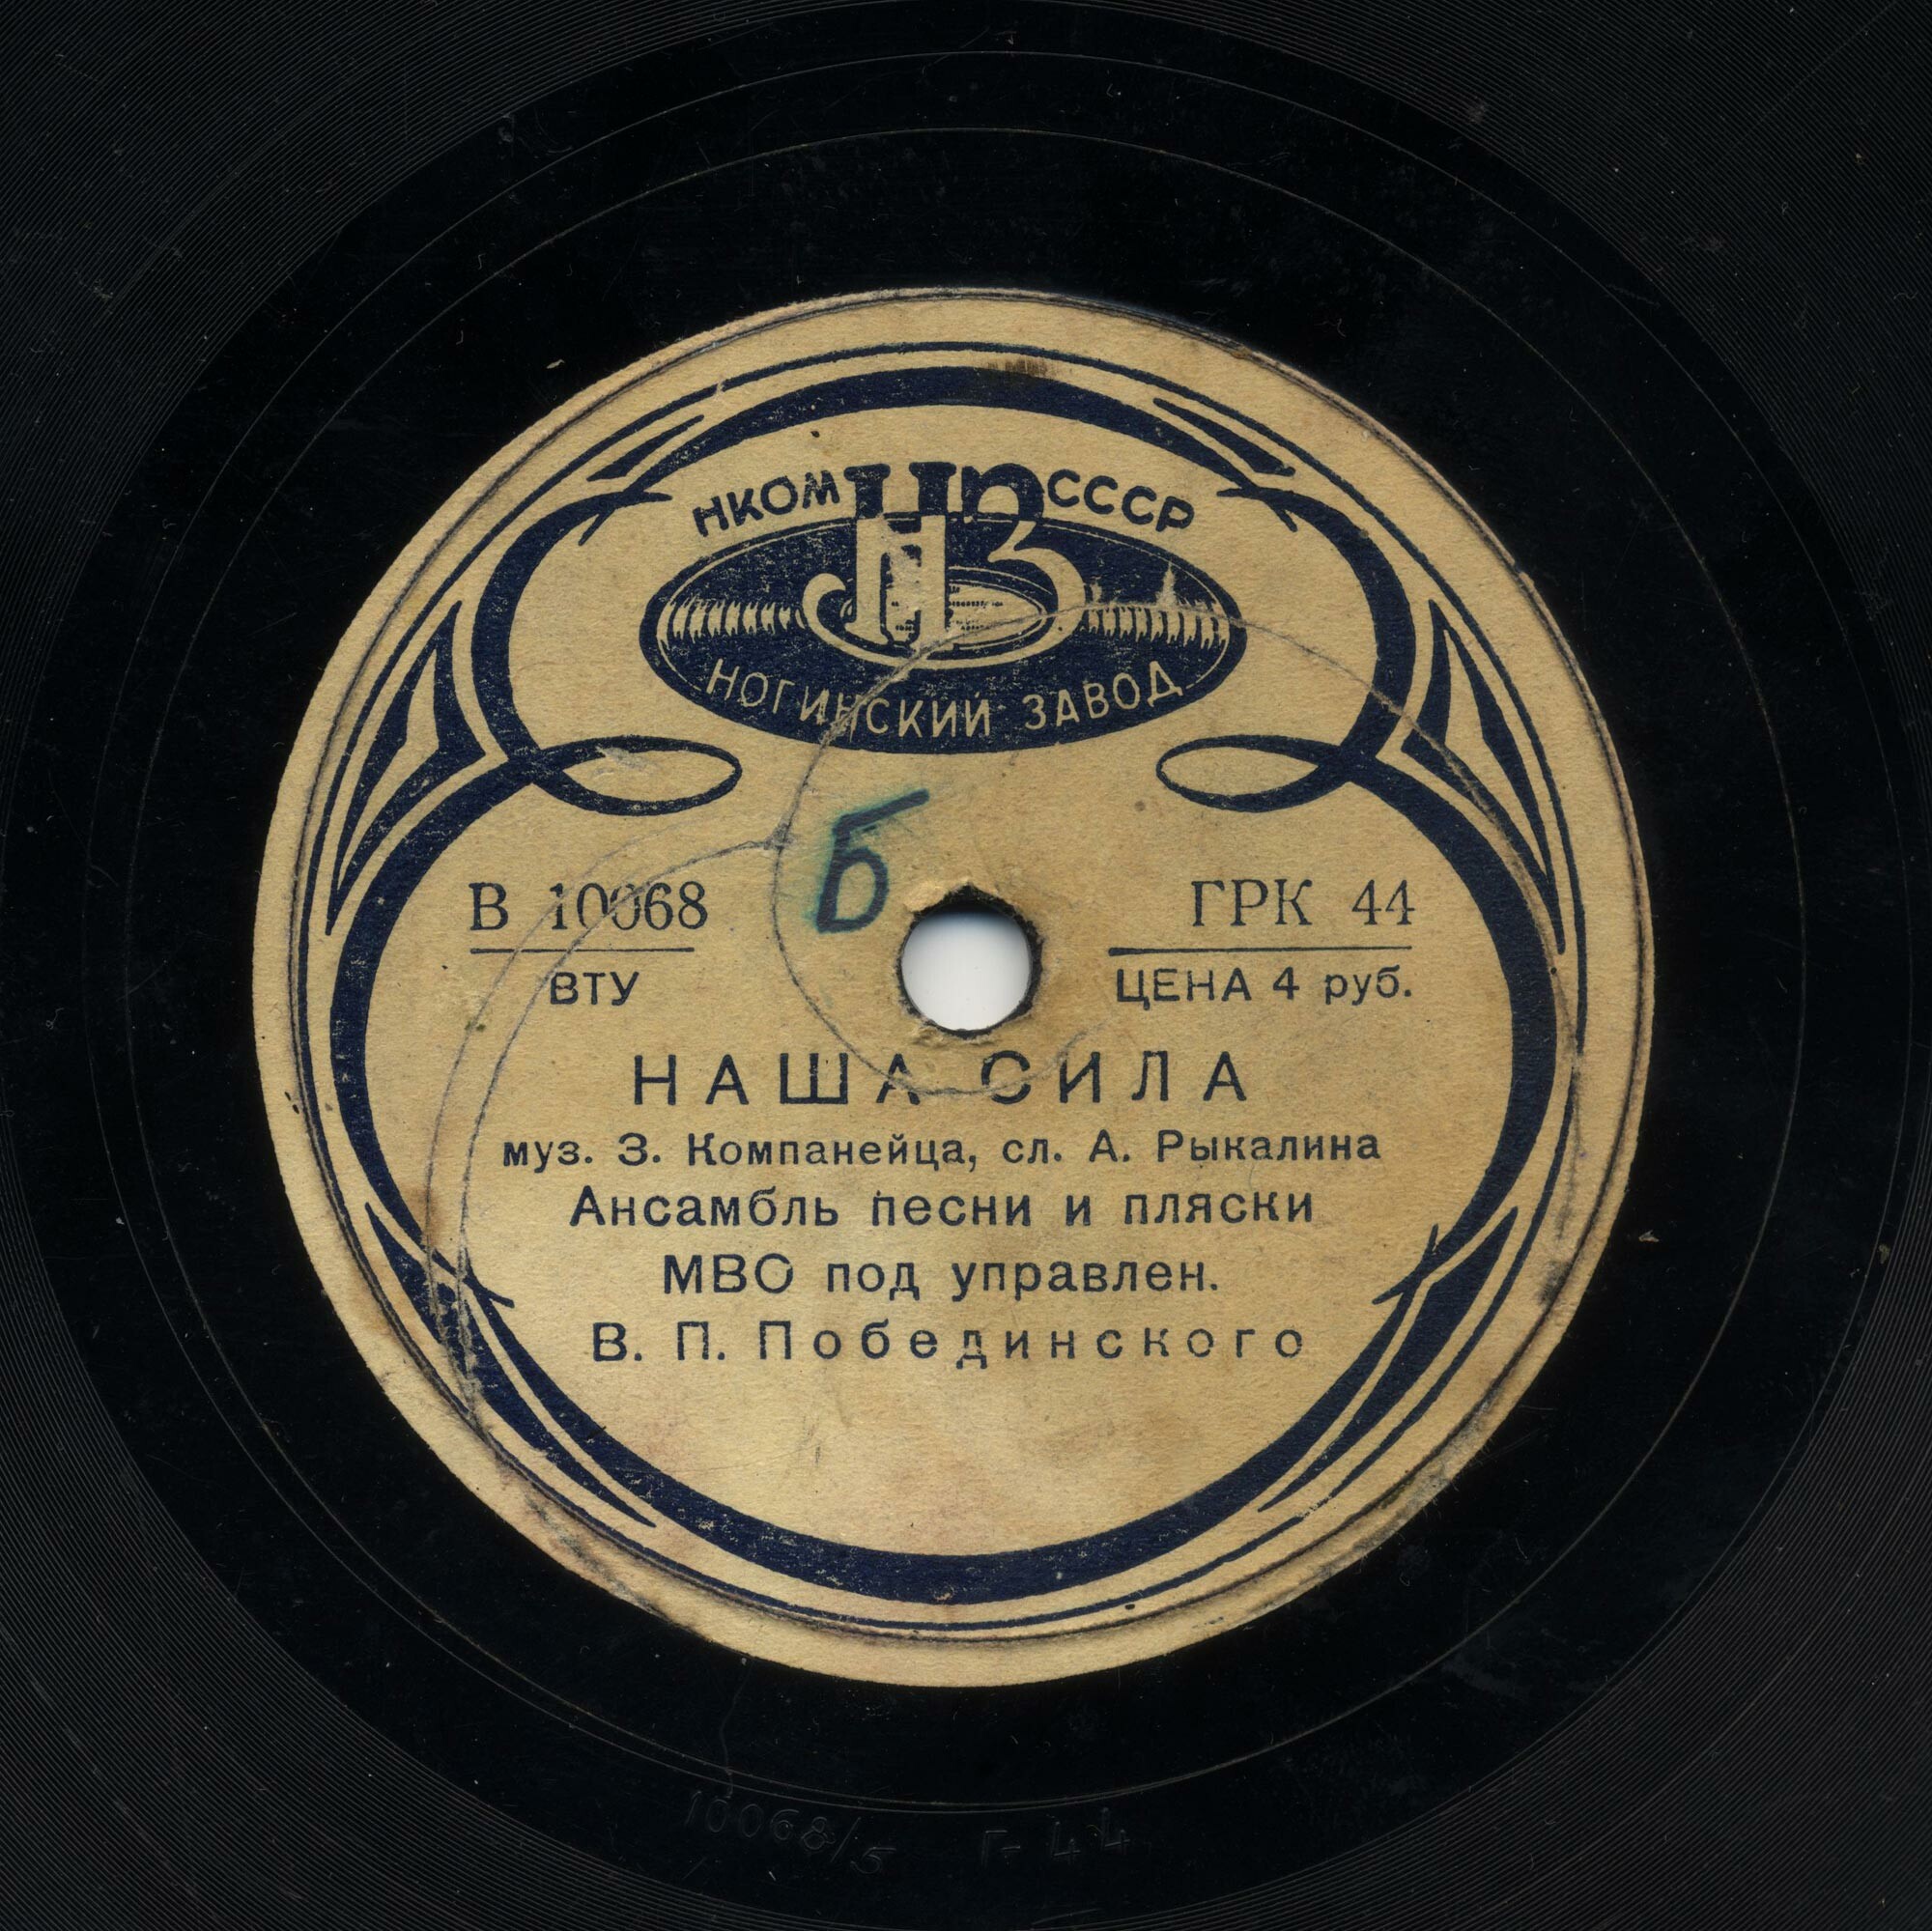 НКОМ МП СССР
НЗ
НОГИНСКИЙ ЗАВОД
Б
В 10068 ГРК 44
ВТУ ЦЕНА 4 руб.
НАША СИЛА
муз. З. Компанейца, сл. А. Рыкалина
Ансамбль песни и пляски
МВО под управлен.
В. П. Побединского
10068/5 Г-44